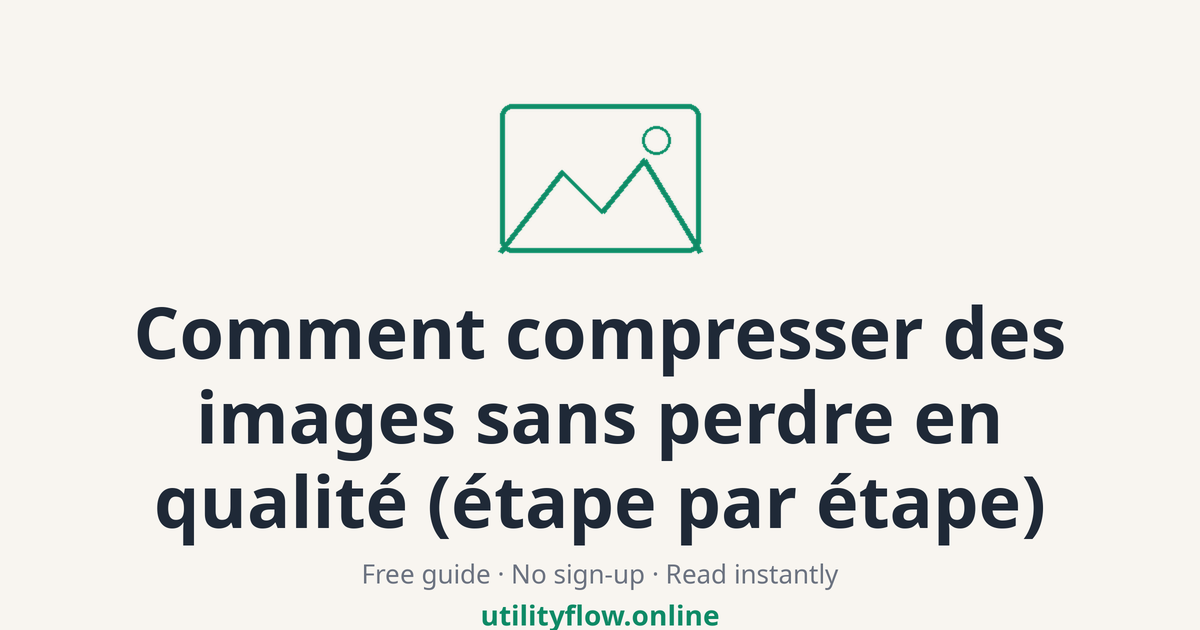 Comment compresser des
images sans perdre en
qualité (étape par étape)
Free guide · No sign-up · Read instantly
utilityflow.online